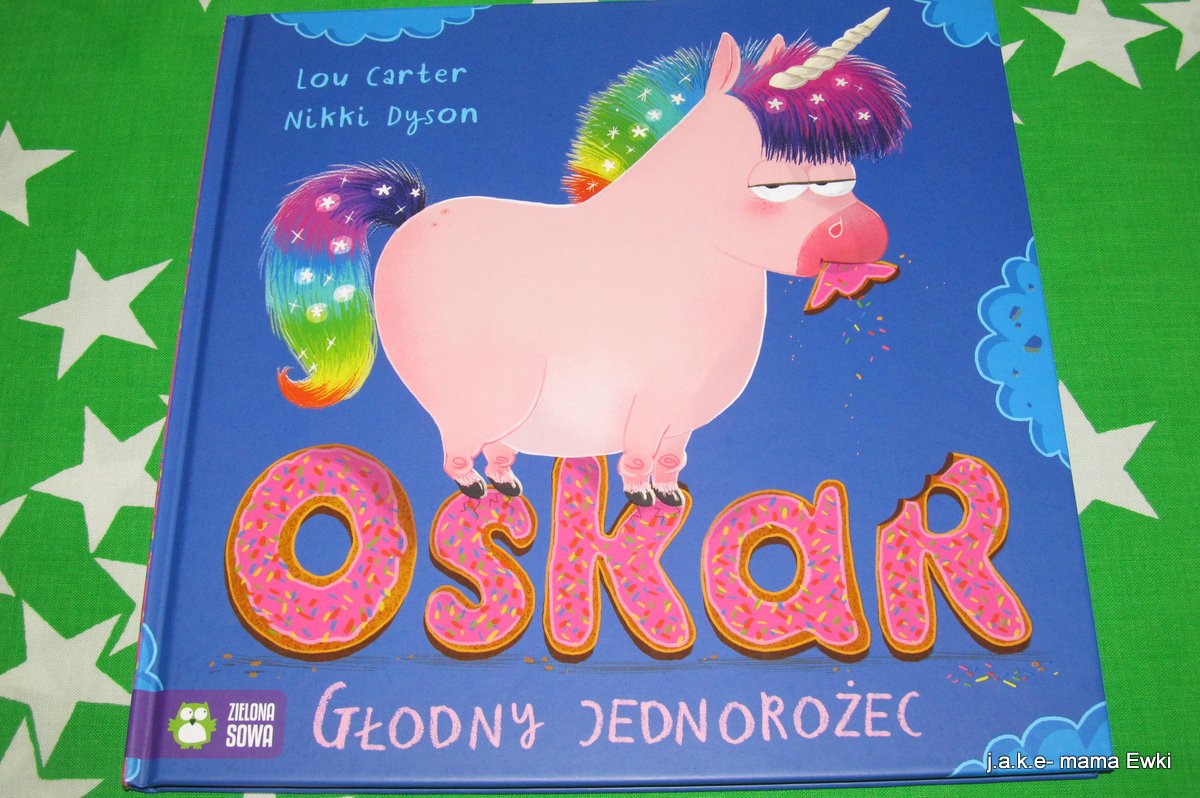 Lou Carter
Nikki Dyson
OSKaR
GŁODNY JEDNOROŻEC
ZIELONA
SOWA
j.a.k.e- mama Ewki